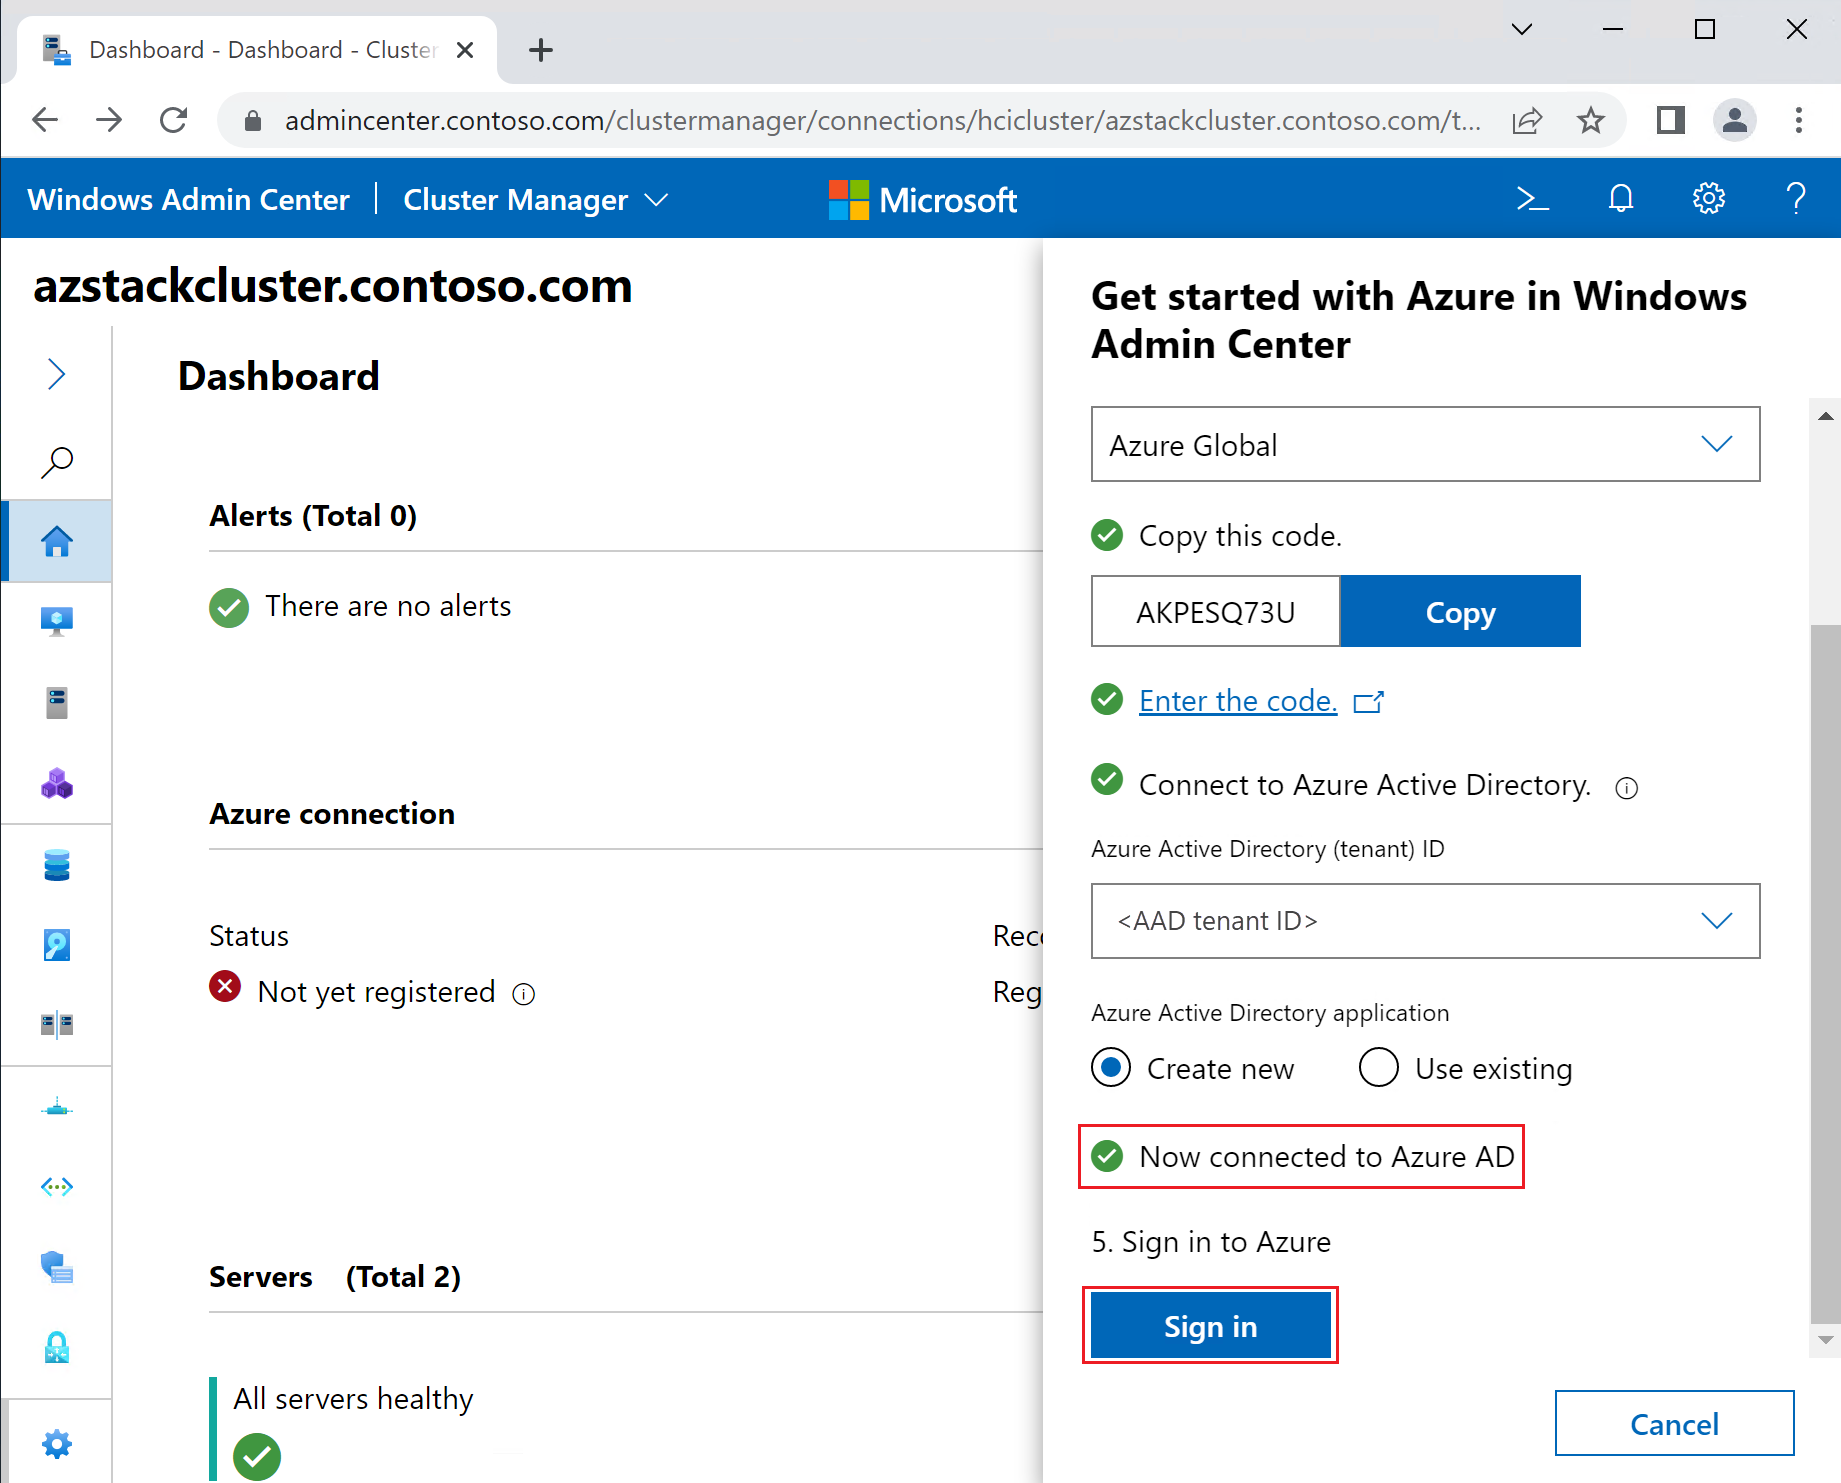 Dashboard - Dashboard - Cluster
admincenter.contoso.com/clustermanager/connections/hcicluster/azstackcluster.contoso.com/t...
Windows Admin Center | Cluster Manager
Microsoft
azstackcluster.contoso.com
Dashboard
Alerts (Total 0)
There are no alerts
Azure connection
Status
Not yet registered
Rec
Reg
Servers (Total 2)
All servers healthy
Get started with Azure in Windows
Admin Center
Azure Global
Copy this code.
AKPESQ73U
Copy
Enter the code.
Connect to Azure Active Directory.
Azure Active Directory (tenant) ID
<AAD tenant ID>
Azure Active Directory application
Create new
Use existing
Now connected to Azure AD
5. Sign in to Azure
Sign in
Cancel